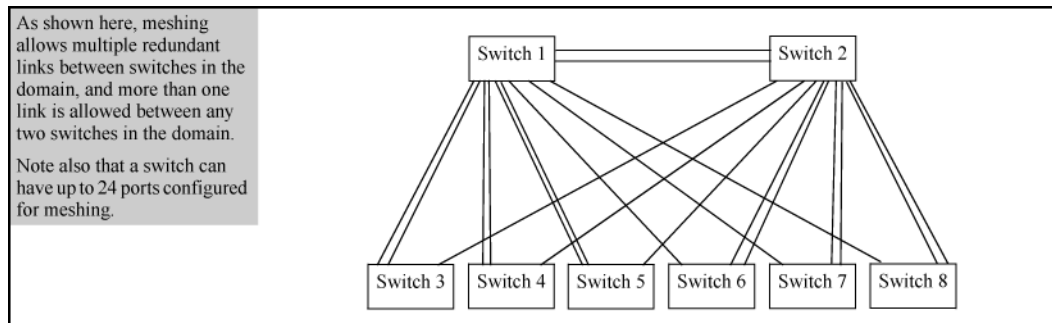 As shown here, meshing
allows multiple redundant
links between switches in the
domain, and more than one
link is allowed between any
two switches in the domain.
Note also that a switch can
have up to 24 ports configured
for meshing.
Switch 1
Switch 2
Switch 3
Switch 4
Switch 5
Switch 6
Switch 7
Switch 8